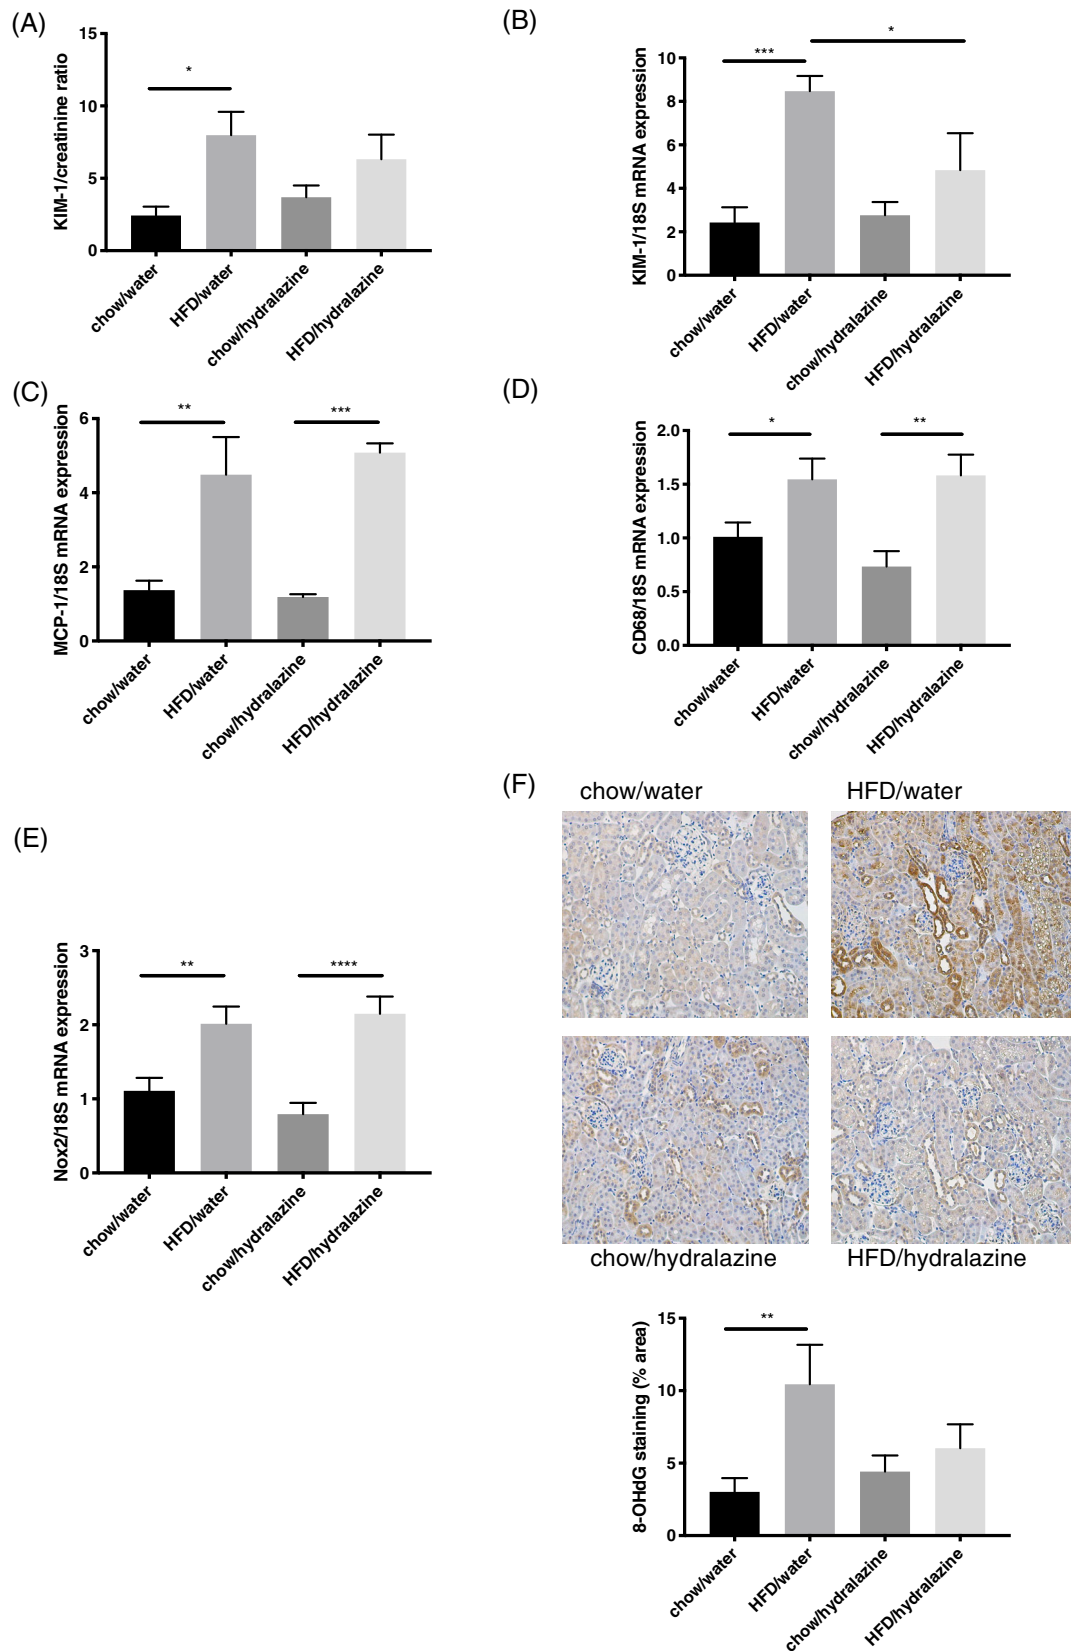 (A)
KIM-1/creatinine ratio
15
10
5
0
*
chow/water
HFD/water
chow/hydralazine
HFD/hydralazine
(B)
KIM-1/18S mRNA expression
10
8
6
4
2
0
***
*
chow/water
HFD/water
chow/hydralazine
HFD/hydralazine
(C)
MCP-1/18S mRNA expression
6
4
2
0
**
***
chow/water
HFD/water
chow/hydralazine
HFD/hydralazine
(D)
CD68/18S mRNA expression
2.0
1.5
1.0
0.5
0.0
*
**
chow/water
HFD/water
chow/hydralazine
HFD/hydralazine
(E)
Nox2/18S mRNA expression
3
2
1
0
**
****
chow/water
HFD/water
chow/hydralazine
HFD/hydralazine
(F)
chow/water
HFD/water
chow/hydralazine
HFD/hydralazine
8-OHdG staining (% area)
15
10
5
0
**
chow/water
HFD/water
chow/hydralazine
HFD/hydralazine